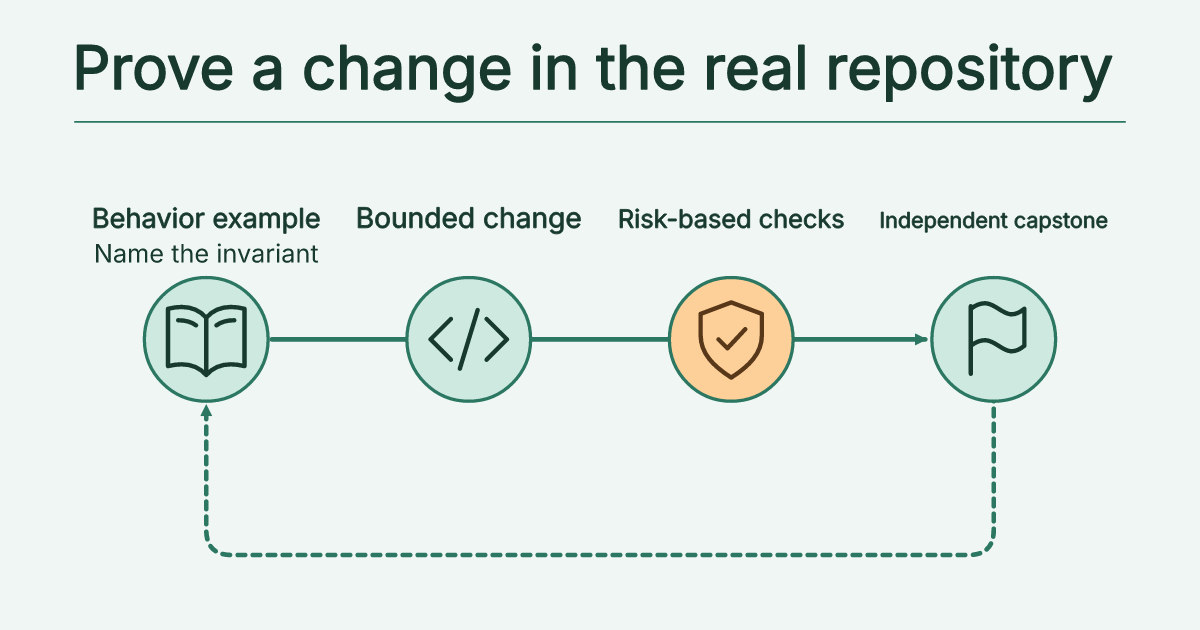 Prove a change in the real repository
Behavior example
Name the invariant
Bounded change
Risk-based checks
Independent capstone